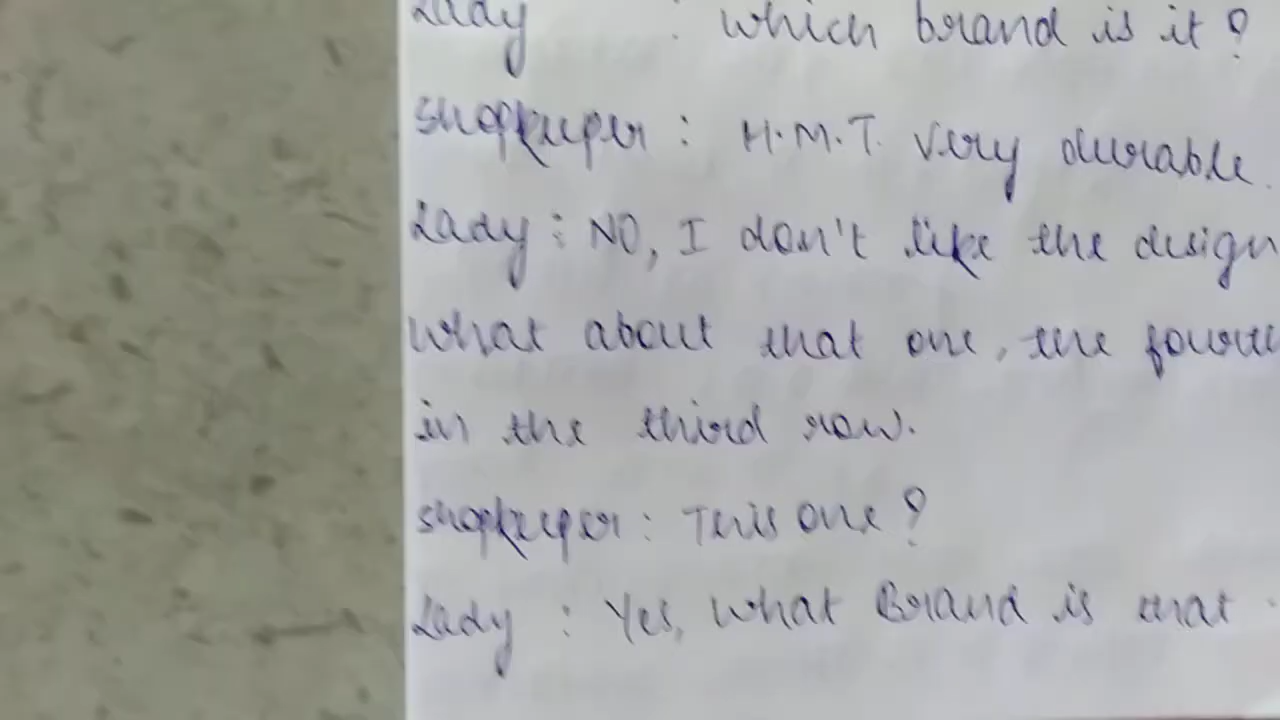 Lady : which brand is it?
Shopkeeper : H.M.T. very durable.
Lady : NO, I don't like the design
What about that one, the fourth
in the third row.
Shopkeeper : This one?
Lady : Yes, what Brand is that